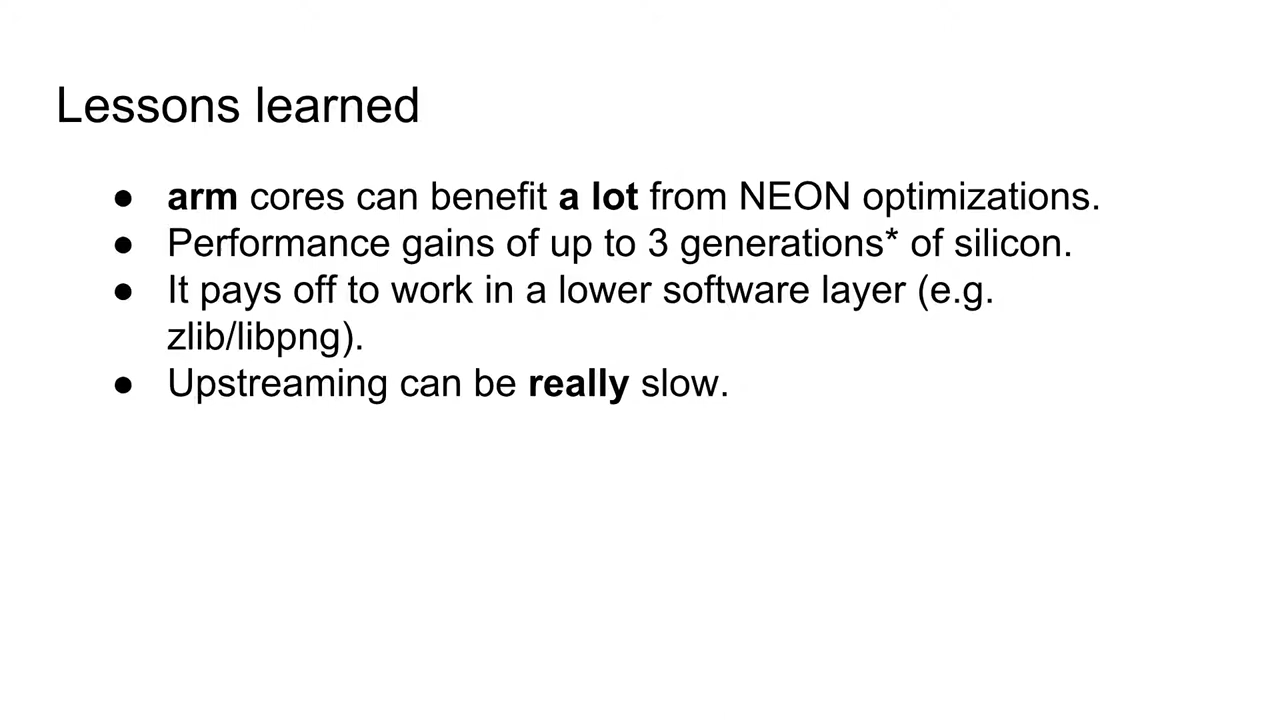 Lessons learned
● arm cores can benefit a lot from NEON optimizations.
● Performance gains of up to 3 generations* of silicon.
● It pays off to work in a lower software layer (e.g.
zlib/libpng).
● Upstreaming can be really slow.